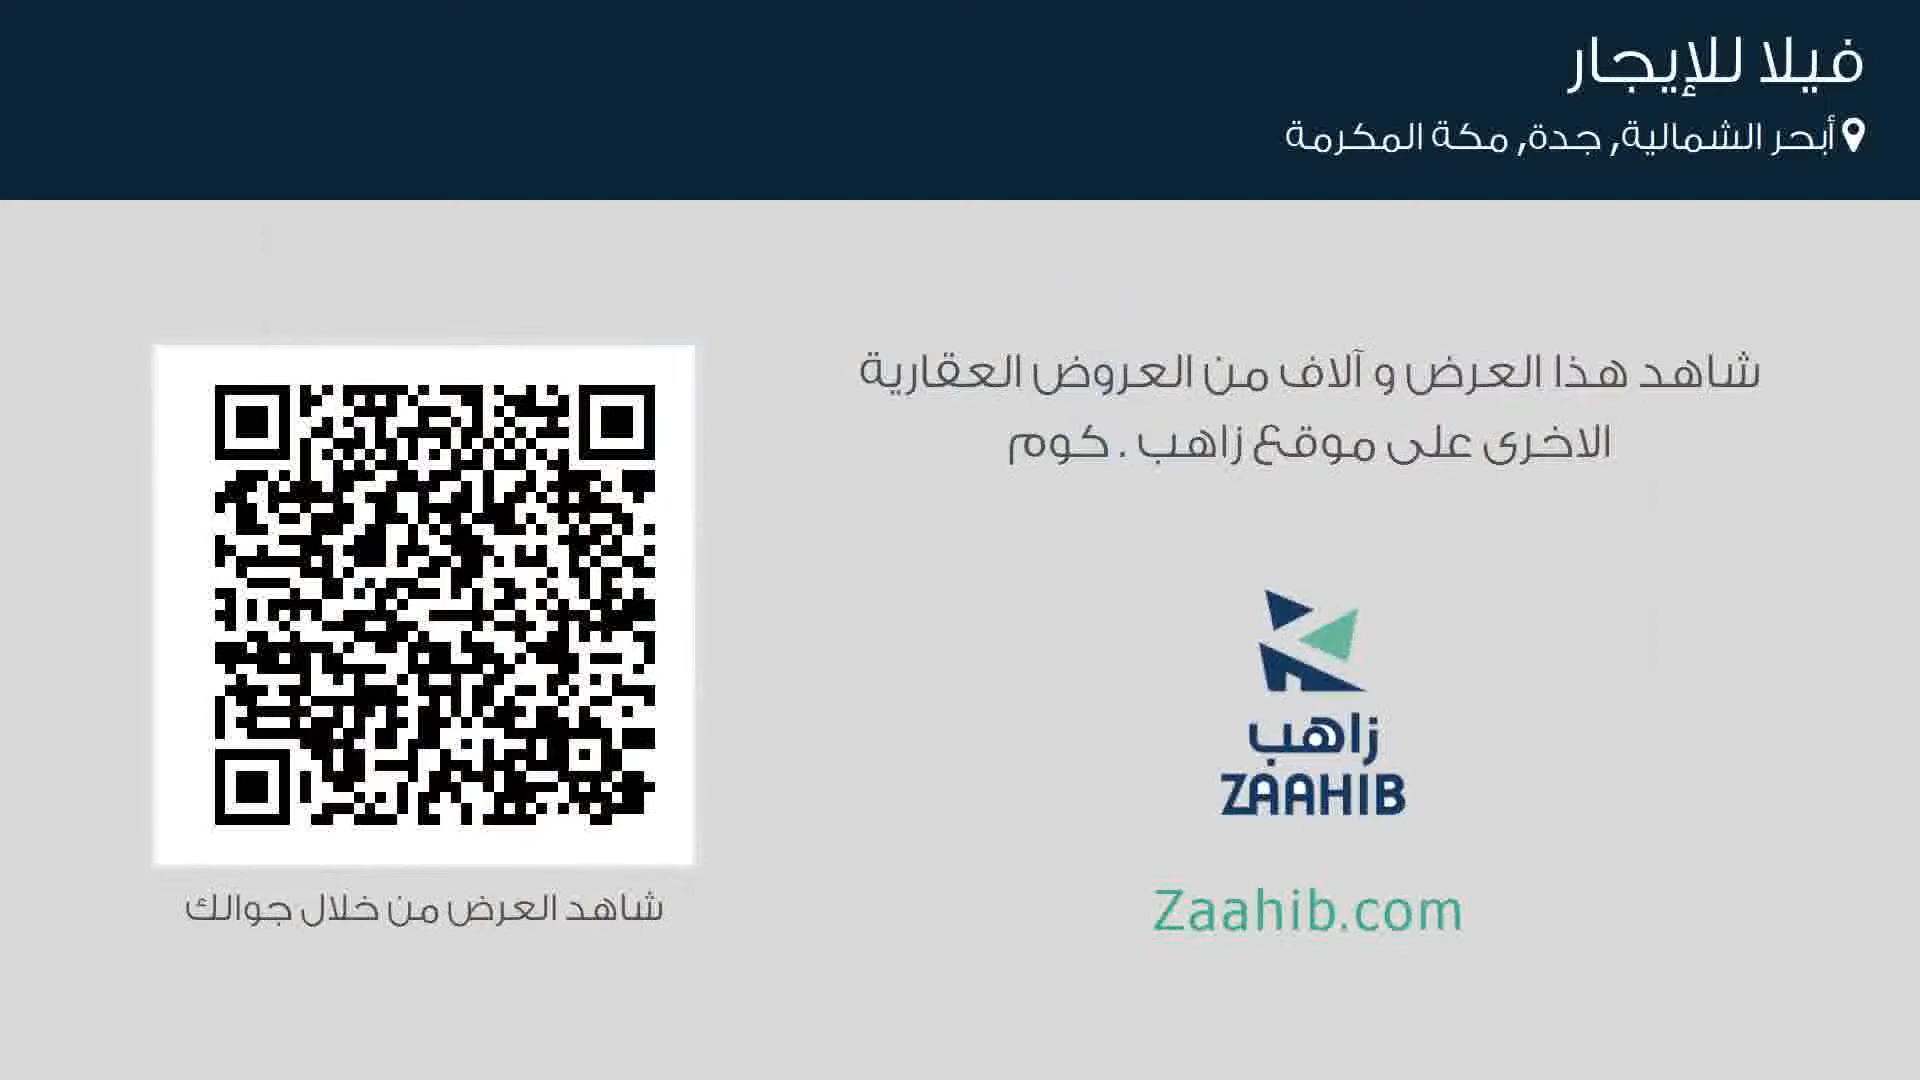 فيلا للإيجار
أبحر الشمالية, جدة, مكة المكرمة
شاهد هذا العرض و آلاف من العروض العقارية
الاخرى على موقع زاهب . كوم
زاهب
ZAAHIB
Zaahib.com
شاهد العرض من خلال جوالك